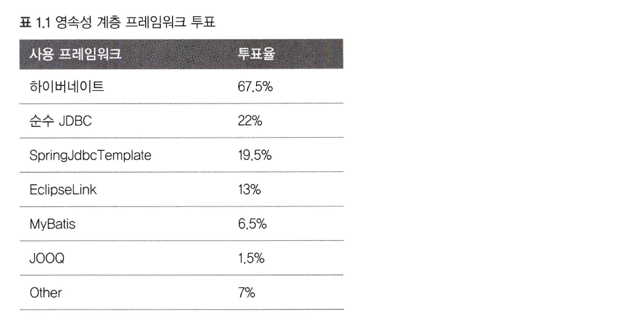 표 1.1 영속성 계층 프레임워크 투표
사용 프레임워크 투표율
하이버네이트 67.5%
순수 JDBC 22%
SpringJdbcTemplate 19.5%
EclipseLink 13%
MyBatis 6.5%
JOOQ 1.5%
Other 7%